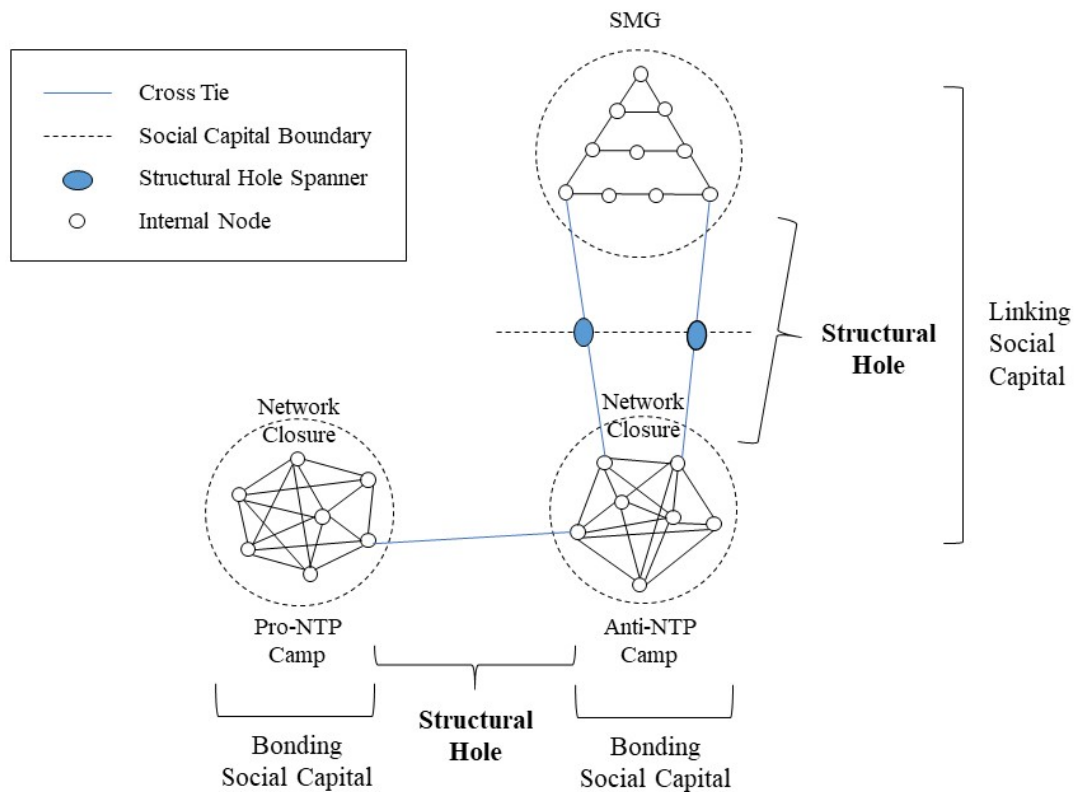 SMG
Cross Tie
Social Capital Boundary
Structural Hole Spanner
Internal Node
Linking
Social
Capital
Structural
Hole
Network
Closure
Network
Closure
Pro-NTP
Camp
Anti-NTP
Camp
Structural
Hole
Bonding
Social Capital
Bonding
Social Capital